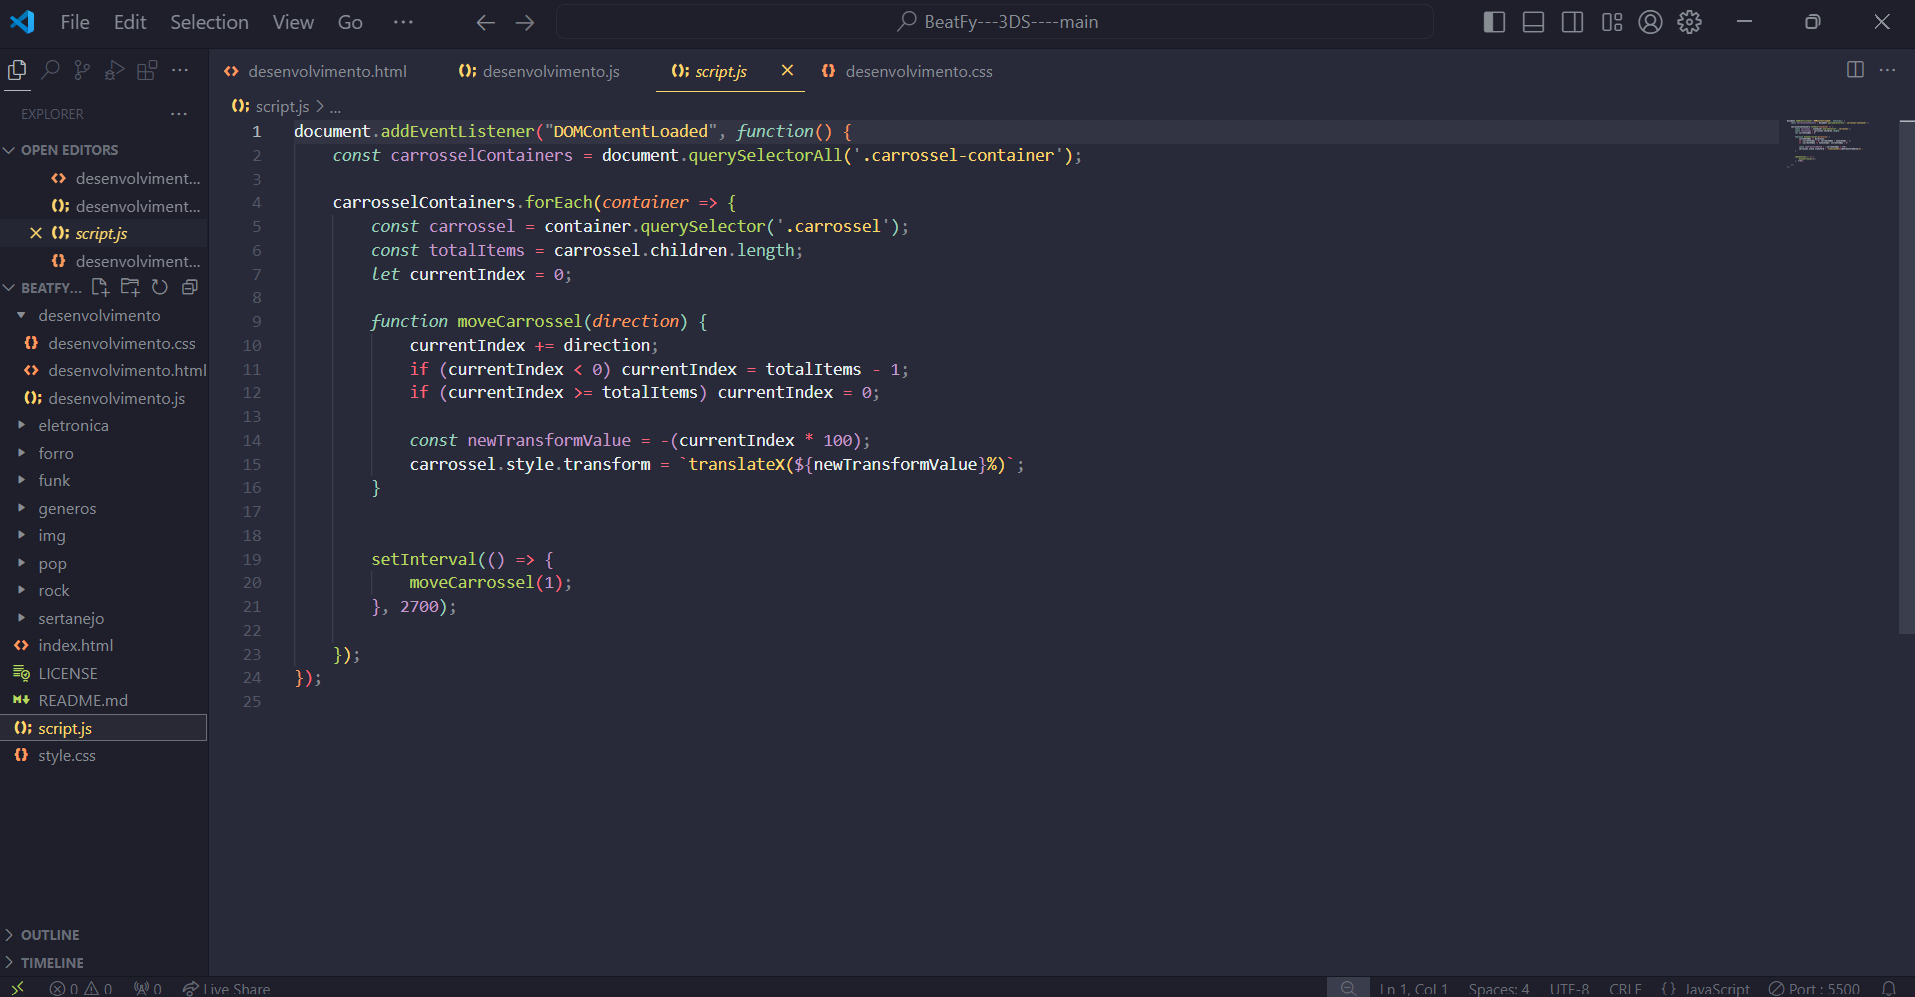 File Edit Selection View Go ··· BeatFy---3DS----main
EXPLORER ···
OPEN EDITORS
desenvolviment...
desenvolviment...
script.js
desenvolviment...
BEATFY...
desenvolvimento
desenvolvimento.css
desenvolvimento.html
desenvolvimento.js
eletronica
forro
funk
generos
img
pop
rock
sertanejo
index.html
LICENSE
README.md
script.js
style.css
OUTLINE
TIMELINE
desenvolvimento.html desenvolvimento.js script.js desenvolvimento.css
script.js > ...
1 document.addEventListener("DOMContentLoaded", function() {
2 const carrosselContainers = document.querySelectorAll('.carrossel-container');
3
4 carrosselContainers.forEach(container => {
5 const carrossel = container.querySelector('.carrossel');
6 const totalItems = carrossel.children.length;
7 let currentIndex = 0;
8
9 function moveCarrossel(direction) {
10 currentIndex += direction;
11 if (currentIndex < 0) currentIndex = totalItems - 1;
12 if (currentIndex >= totalItems) currentIndex = 0;
13
14 const newTransformValue = -(currentIndex * 100);
15 carrossel.style.transform = `translateX(${newTransformValue}%)`;
16 }
17
18
19 setInterval(() => {
20 moveCarrossel(1);
21 }, 2700);
22
23 });
24 });
25
0 0 0 Live Share Ln 1, Col 1 Spaces: 4 UTF-8 CRLF {} JavaScript Port : 5500